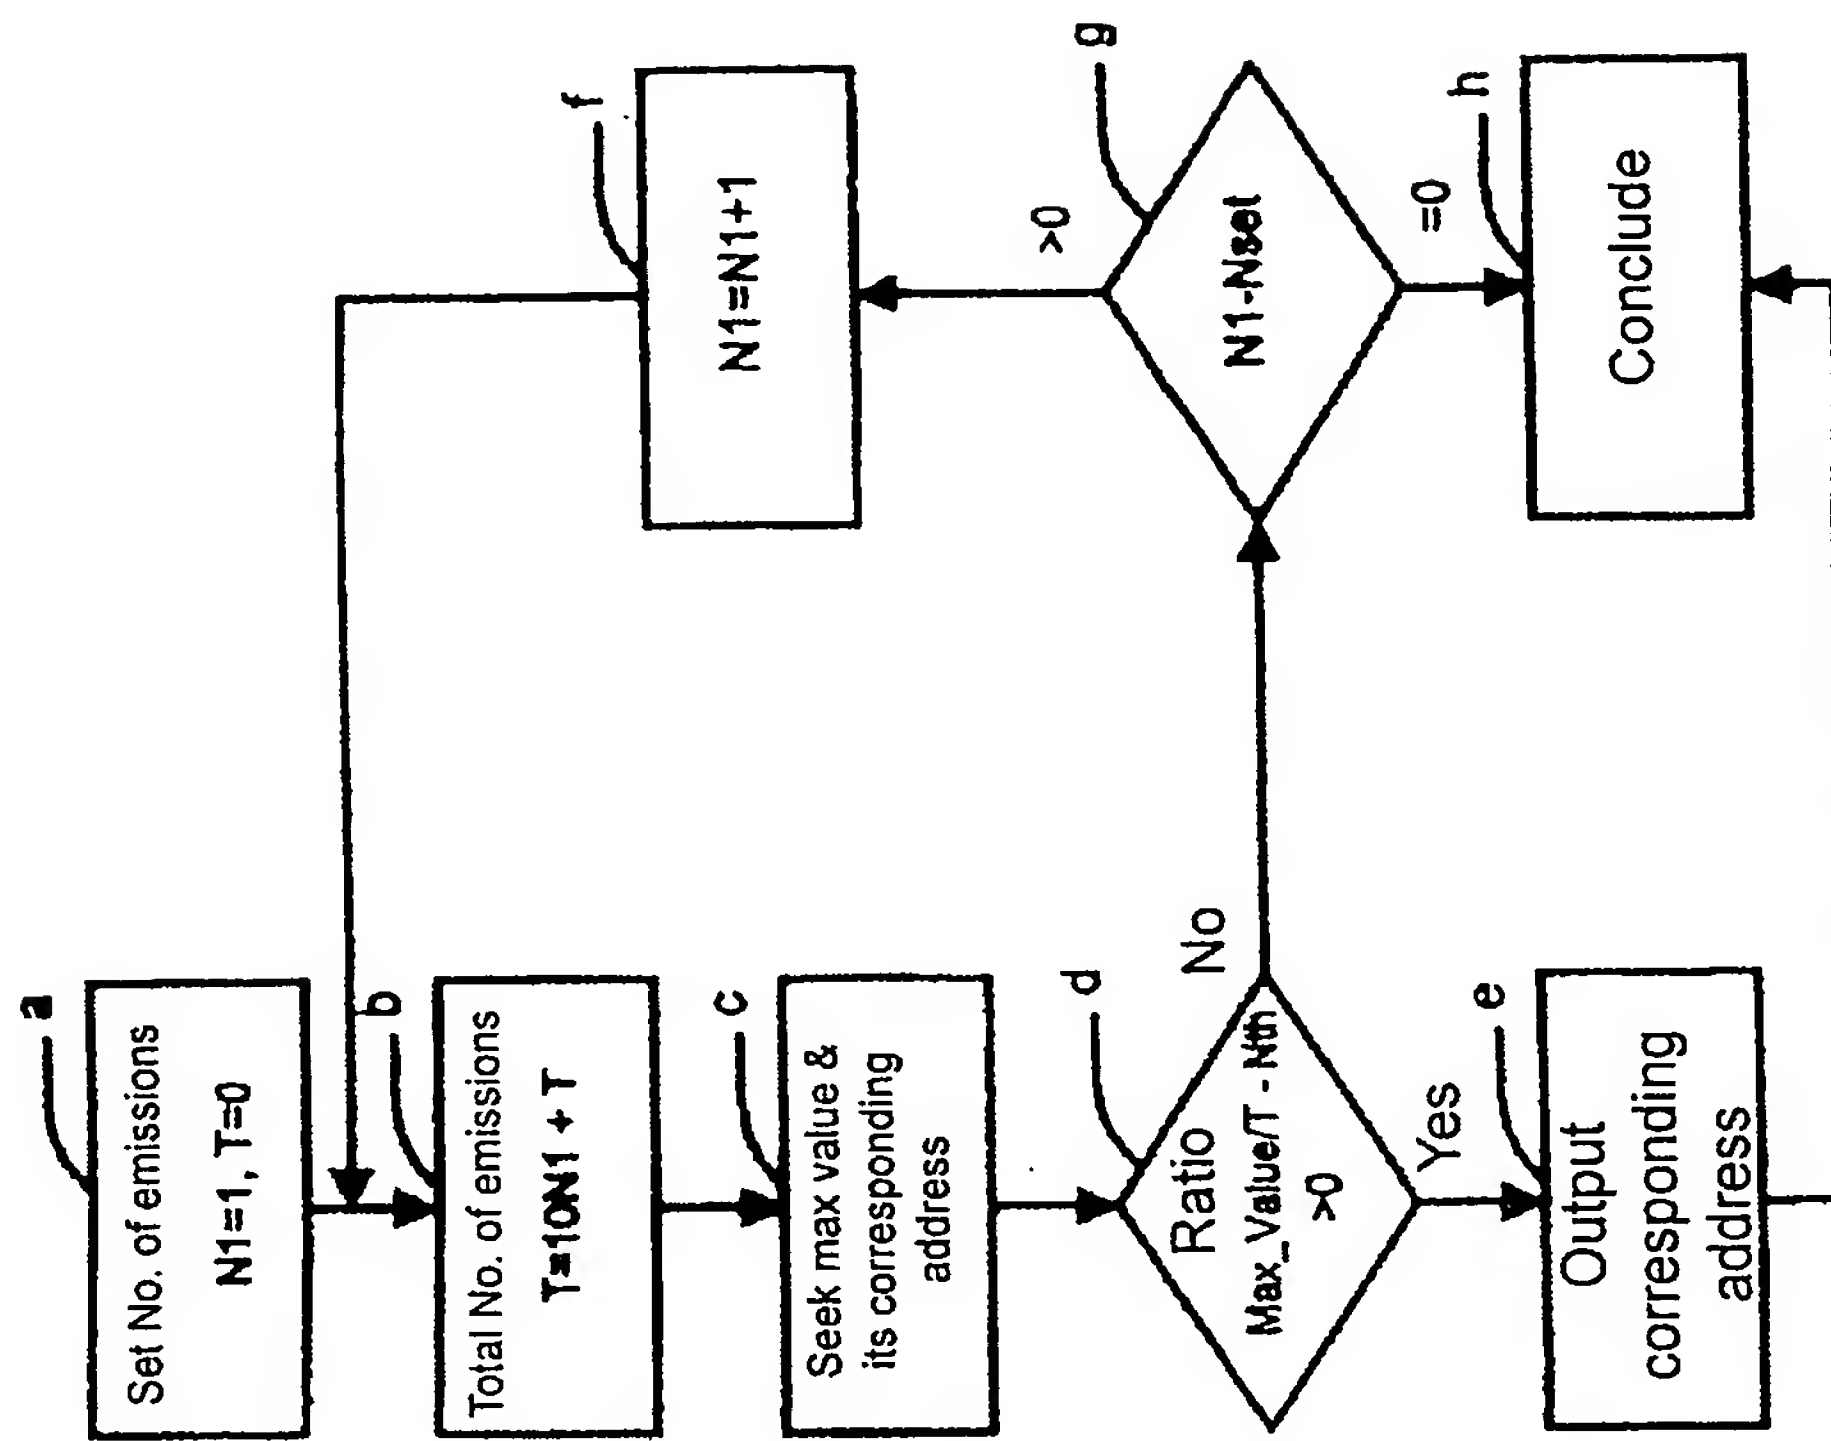 a
Set No. of emissions
N1=1, T=0
b
Total No. of emissions
T=10N1 + T
c
Seek max value &
its corresponding
address
d
Ratio
Max_Value/T - Nth
>0
No
Yes
e
Output
corresponding
address
f
N1=N1+1
g
>0
N1-Nset
=0
h
Conclude